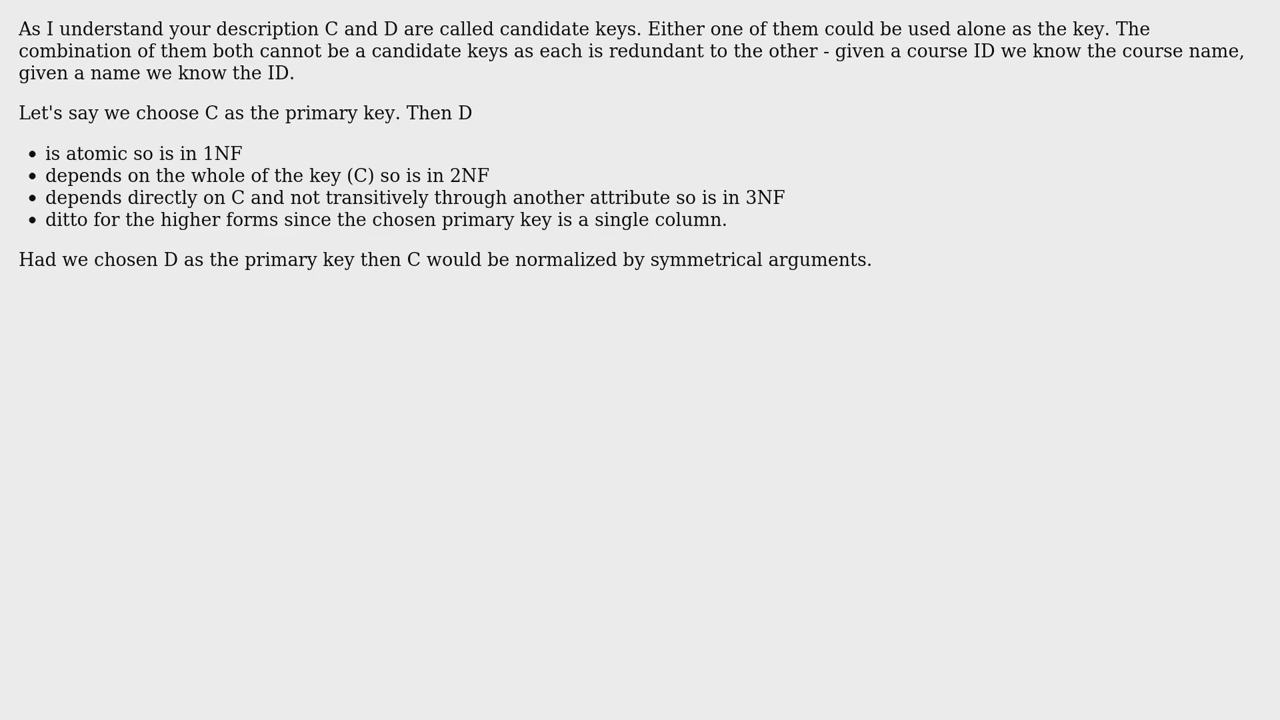 As I understand your description C and D are called candidate keys. Either one of them could be used alone as the key. The
combination of them both cannot be a candidate keys as each is redundant to the other - given a course ID we know the course name,
given a name we know the ID.
Let's say we choose C as the primary key. Then D
• is atomic so is in 1NF
• depends on the whole of the key (C) so is in 2NF
• depends directly on C and not transitively through another attribute so is in 3NF
• ditto for the higher forms since the chosen primary key is a single column.
Had we chosen D as the primary key then C would be normalized by symmetrical arguments.